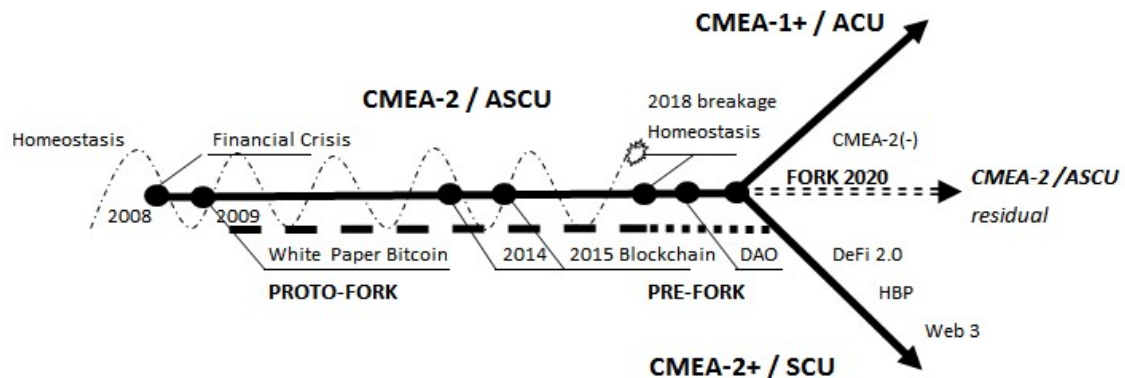 CMEA-1+ / ACU
CMEA-2 / ASCU
2018 breakage
Homeostasis
Homeostasis
Financial Crisis
CMEA-2(-)
FORK 2020
CMEA-2 /ASCU
residual
2008
2009
White Paper Bitcoin
2014
2015 Blockchain
DAO
DeFi 2.0
PROTO-FORK
PRE-FORK
HBP
Web 3
CMEA-2+ / SCU